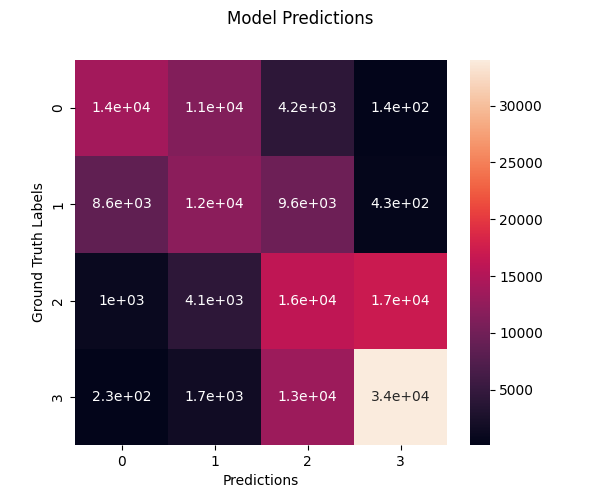 Model Predictions
0 1.4e+04 1.1e+04 4.2e+03 1.4e+02
1 8.6e+03 1.2e+04 9.6e+03 4.3e+02
2 1e+03 4.1e+03 1.6e+04 1.7e+04
3 2.3e+02 1.7e+03 1.3e+04 3.4e+04
0 1 2 3
Predictions
Ground Truth Labels
30000
25000
20000
15000
10000
5000